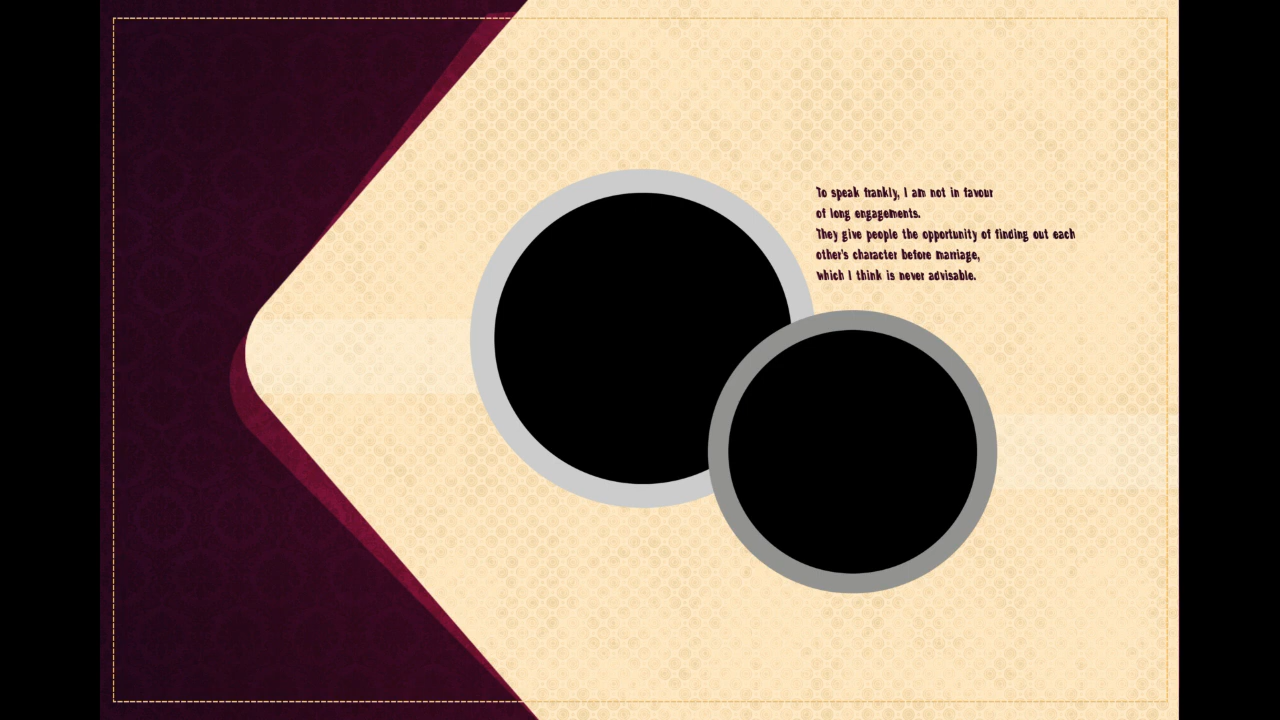 To speak frankly, I am not in favour
of long engagements.
They give people the opportunity of finding out each
other's character before marriage,
which I think is never advisable.